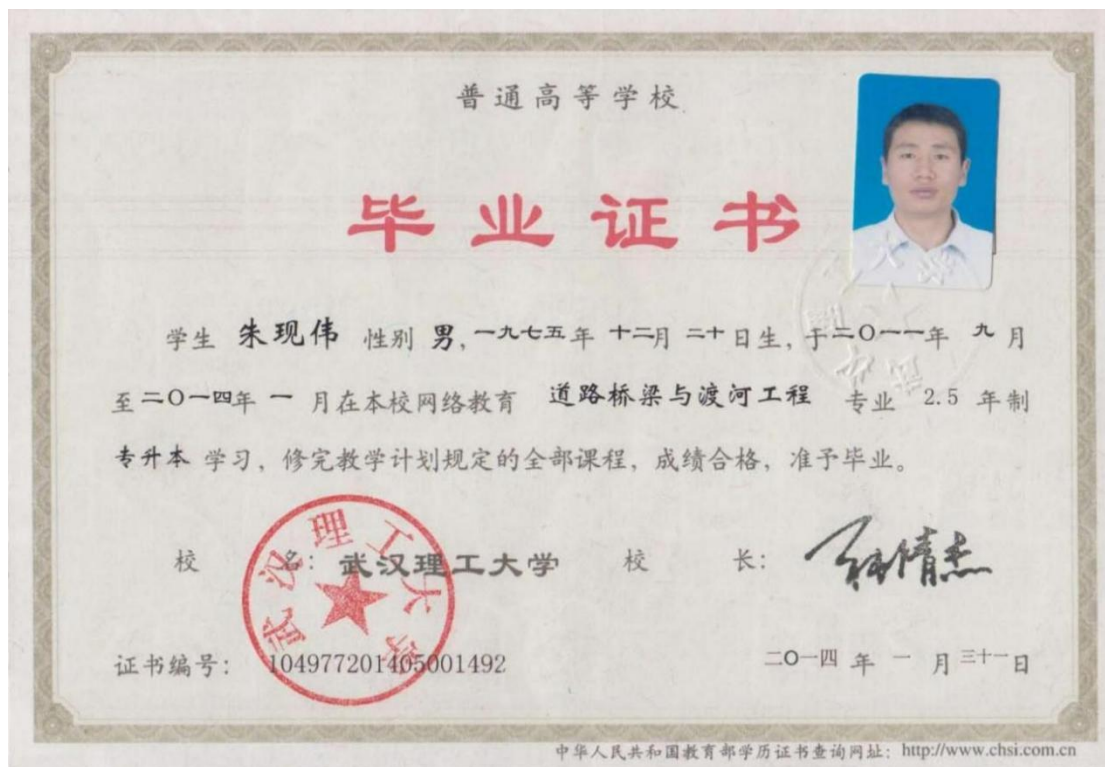 普通高等学校
毕业证书
学生 朱现伟 性别 男, 一九七五年 十二月 二十日生, 于二〇一一年 九月
至二〇一四年 一 月在本校网络教育 道路桥梁与渡河工程 专业 2.5 年制
专升本 学习, 修完教学计划规定的全部课程, 成绩合格, 准予毕业。
校 名: 武汉理工大学 校 长:
武汉理工大学
证书编号: 104977201405001492 二〇一四 年 一 月 三十一日
中华人民共和国教育部学历证书查询网址: http://www.chsi.com.cn